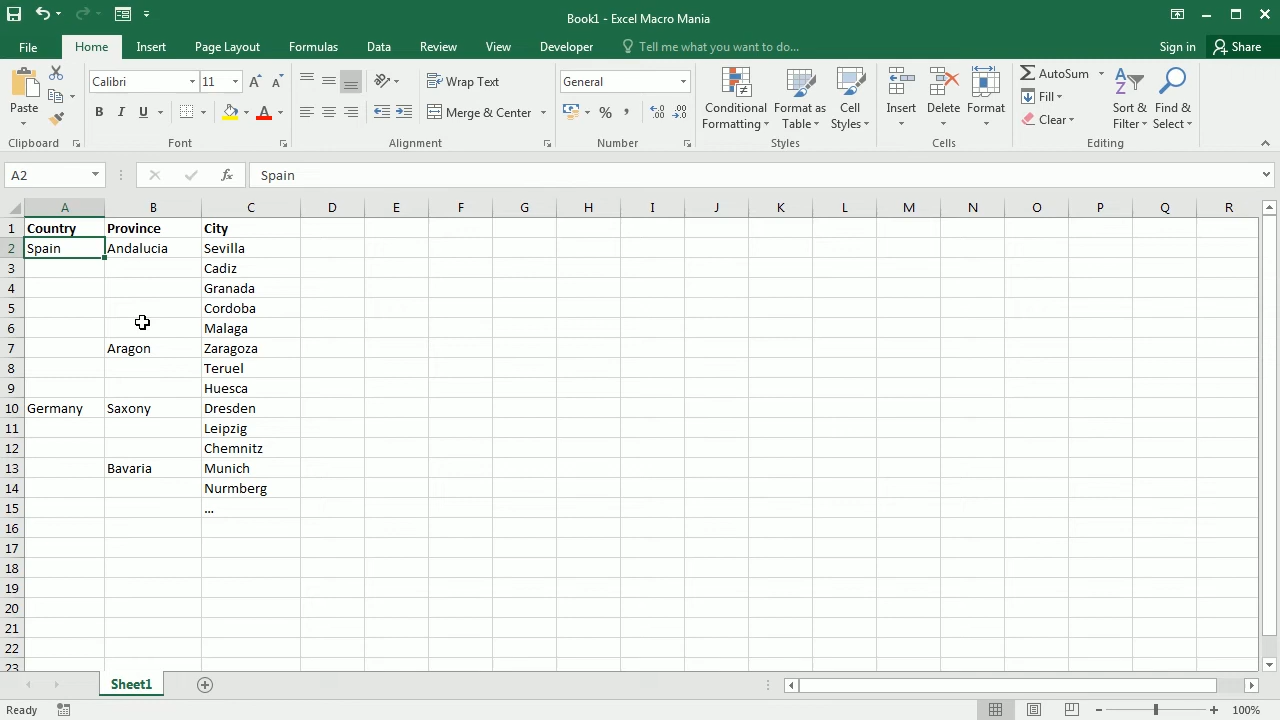 Book1 - Excel Macro Mania
File Home Insert Page Layout Formulas Data Review View Developer Tell me what you want to do... Sign in Share
Paste
Clipboard
Calibri 11
B I U
Font
Wrap Text
Merge & Center
Alignment
General
%
Number
Conditional Formatting
Format as Table
Cell Styles
Styles
Insert
Delete
Format
Cells
AutoSum
Fill
Clear
Sort & Filter
Find & Select
Editing
A2 fx Spain
A B C D E F G H I J K L M N O P Q R
1 Country Province City
2 Spain Andalucia Sevilla
3 Cadiz
4 Granada
5 Cordoba
6 Malaga
7 Aragon Zaragoza
8 Teruel
9 Huesca
10 Germany Saxony Dresden
11 Leipzig
12 Chemnitz
13 Bavaria Munich
14 Nurmberg
15 ...
16
17
18
19
20
21
22
23
Sheet1
Ready 100%